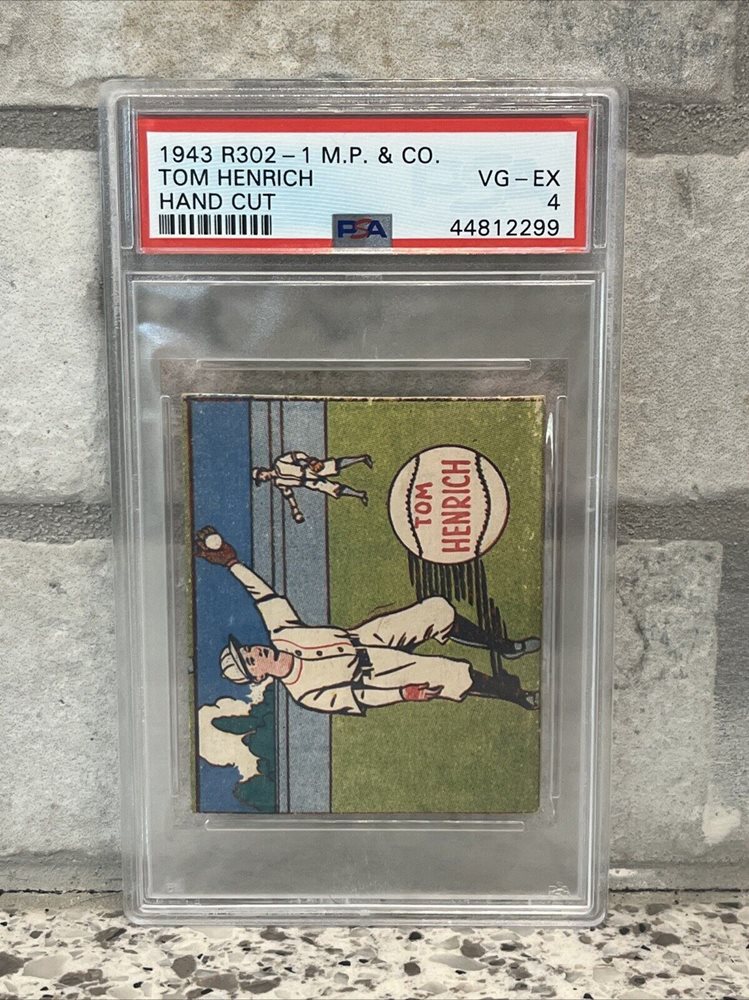 1943 R302-1 M.P. & CO.
TOM HENRICH VG-EX
HAND CUT 4
PSA 44812299
TOM
HENRICH